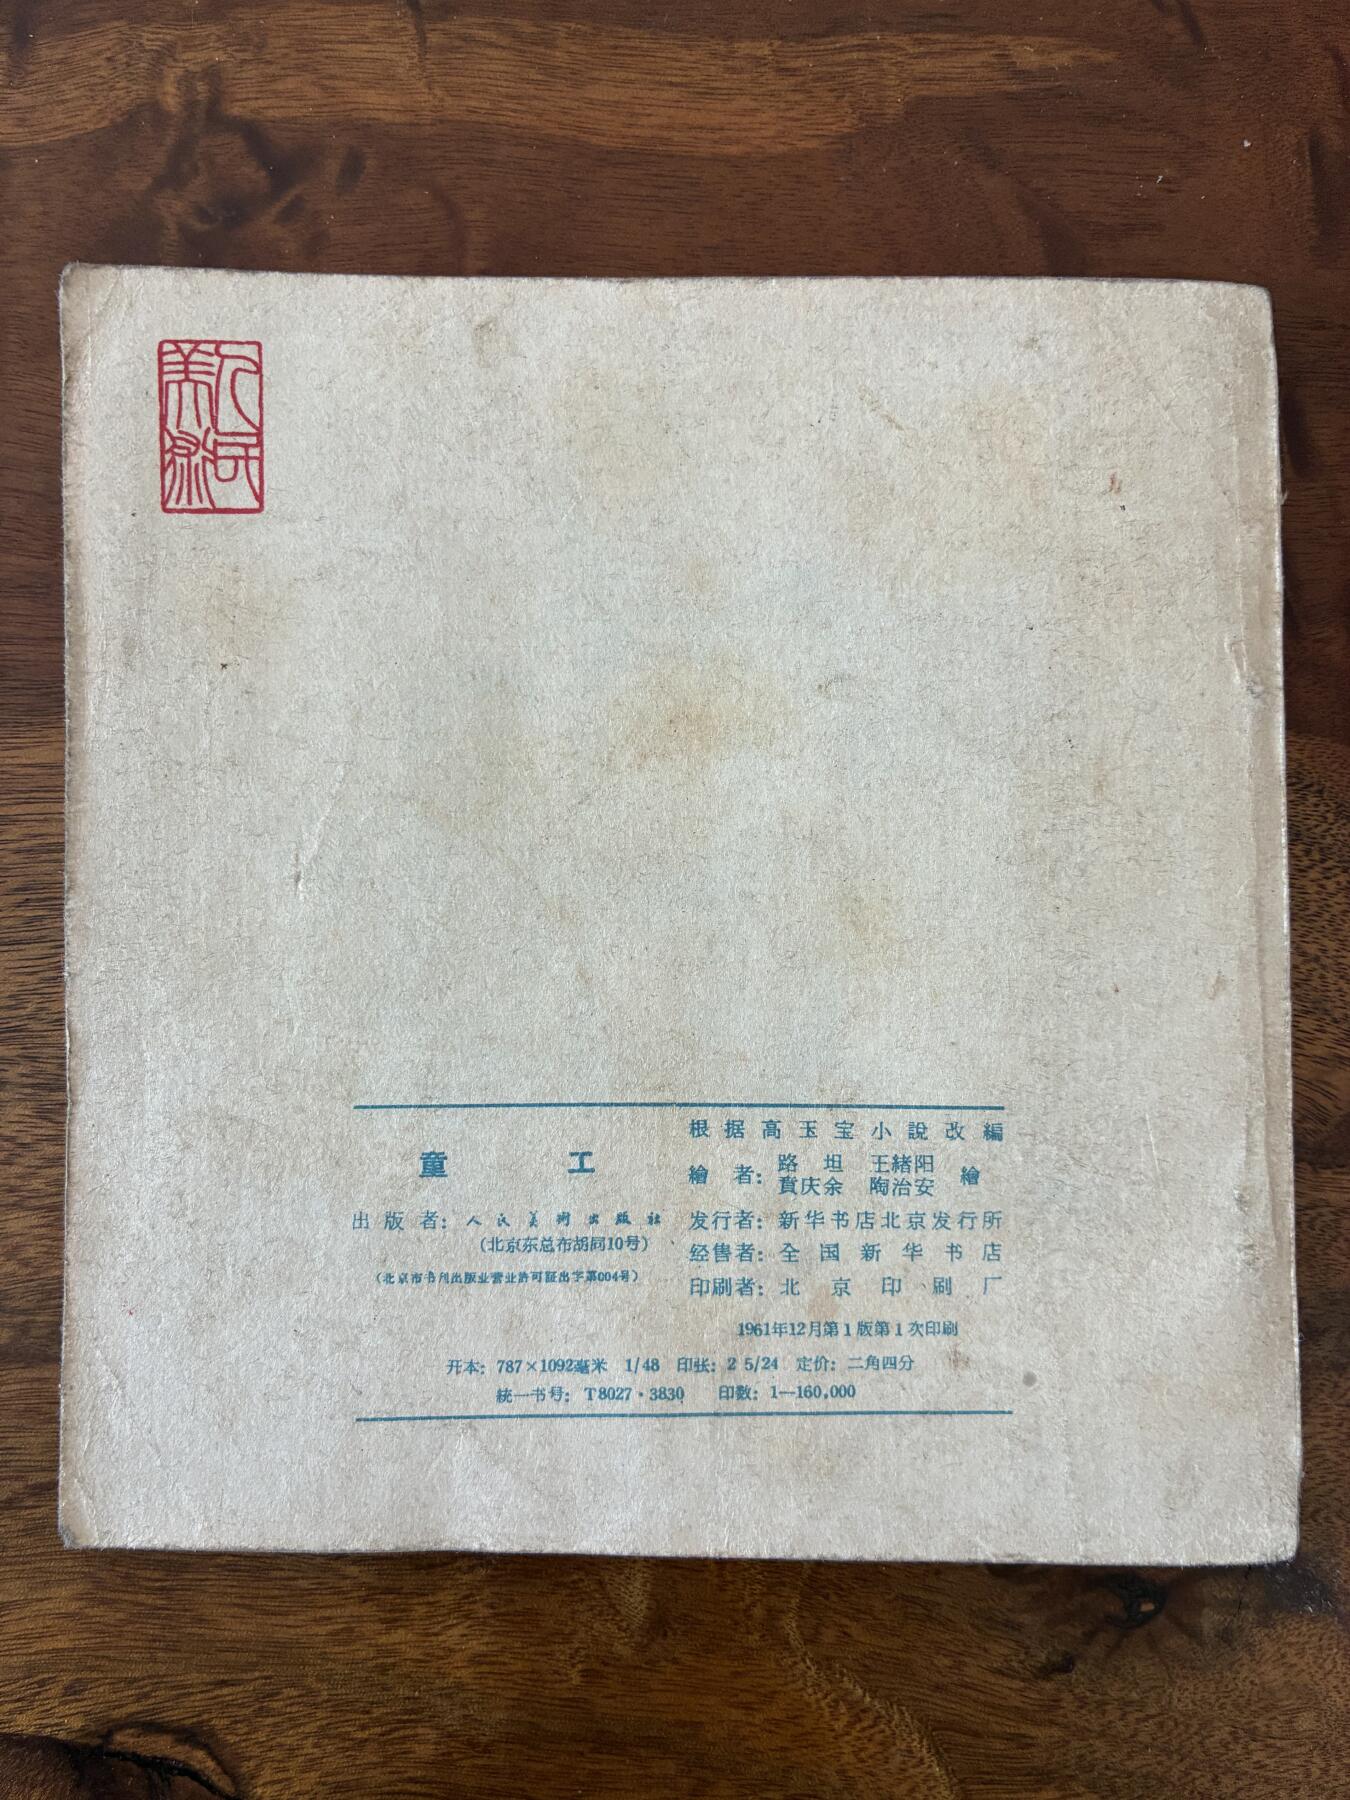 人民
美術
童 工
出版者：人民美術出版社
（北京东总布胡同10号）
（北京市书刊出版业营业許可証出字第004号）
根据高玉宝小說改編
繪者：路坦 王緒阳
賁庆余 陶治安 繪
发行者：新华书店北京发行所
经售者：全国新华书店
印刷者：北京印刷厂
1961年12月第1版第1次印刷
开本：787×1092毫米 1/48 印张：2 5/24 定价：二角四分
統一书号：T8027·3830 印数：1—160,000